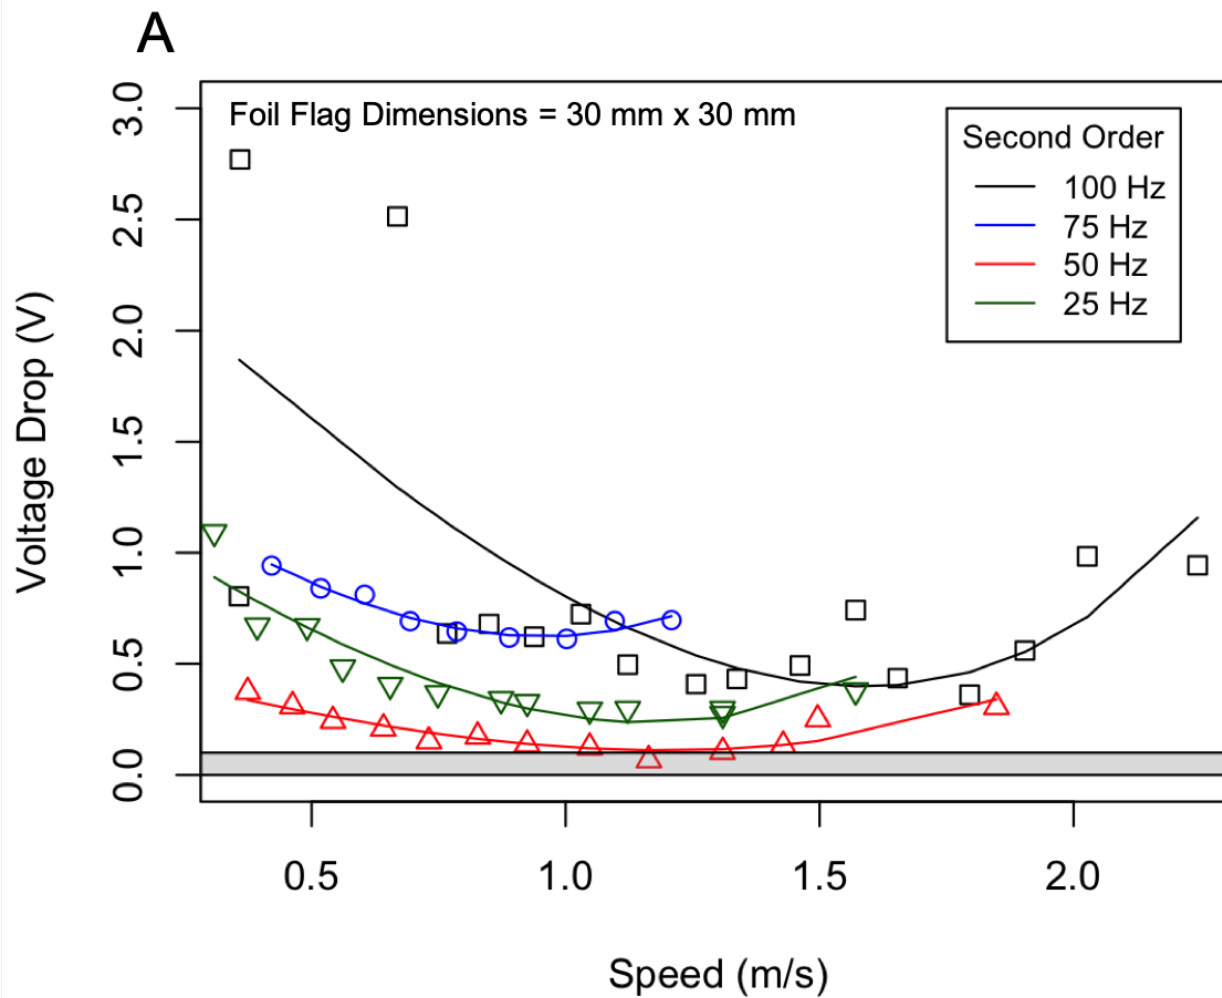 A
Foil Flag Dimensions = 30 mm x 30 mm
Second Order
100 Hz
75 Hz
50 Hz
25 Hz
Voltage Drop (V)
3.0
2.5
2.0
1.5
1.0
0.5
0.0
0.5 1.0 1.5 2.0
Speed (m/s)